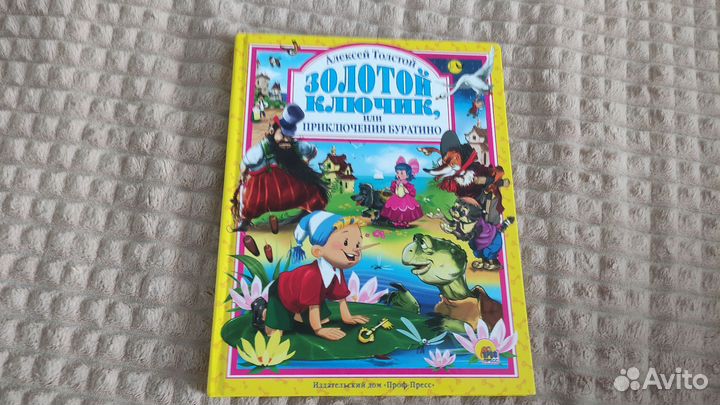 Алексей Толстой
ЗОЛОТОЙ
КЛЮЧИК,
или
ПРИКЛЮЧЕНИЯ БУРАТИНО
Издательский дом «Проф-Пресс»
Avito